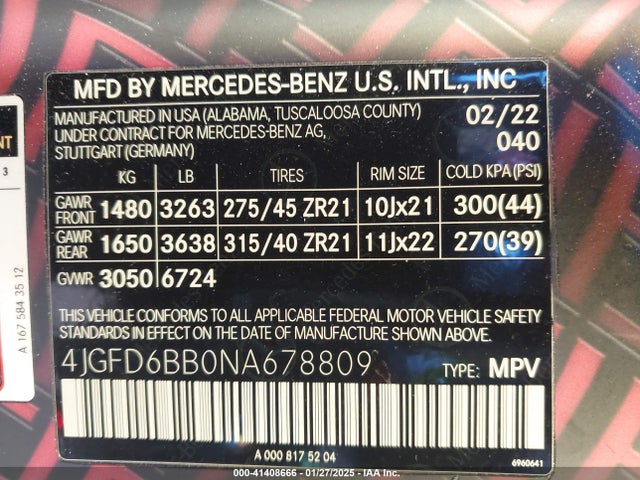 MFD BY MERCEDES-BENZ U.S. INTL., INC
MANUFACTURED IN USA (ALABAMA, TUSCALOOSA COUNTY) 02/22
UNDER CONTRACT FOR MERCEDES-BENZ AG, 040
STUTTGART (GERMANY)
KG LB TIRES RIM SIZE COLD KPA (PSI)
GAWR FRONT 1480 3263 275/45 ZR21 10Jx21 300(44)
GAWR REAR 1650 3638 315/40 ZR21 11Jx22 270(39)
GVWR 3050 6724
THIS VEHICLE CONFORMS TO ALL APPLICABLE FEDERAL MOTOR VEHICLE SAFETY
STANDARDS IN EFFECT ON THE DATE OF MANUFACTURE SHOWN ABOVE.
4JGFD6BB0NA678809 TYPE: MPV
A 000 817 52 04
6960641
A 167 584 35 12
3
000-41408666 - 01/27/2025 - IAA Inc.